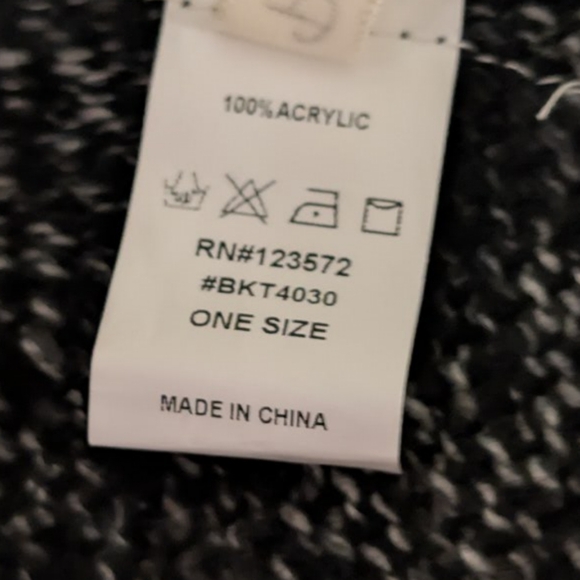 100% ACRYLIC
RN#123572
#BKT4030
ONE SIZE
MADE IN CHINA